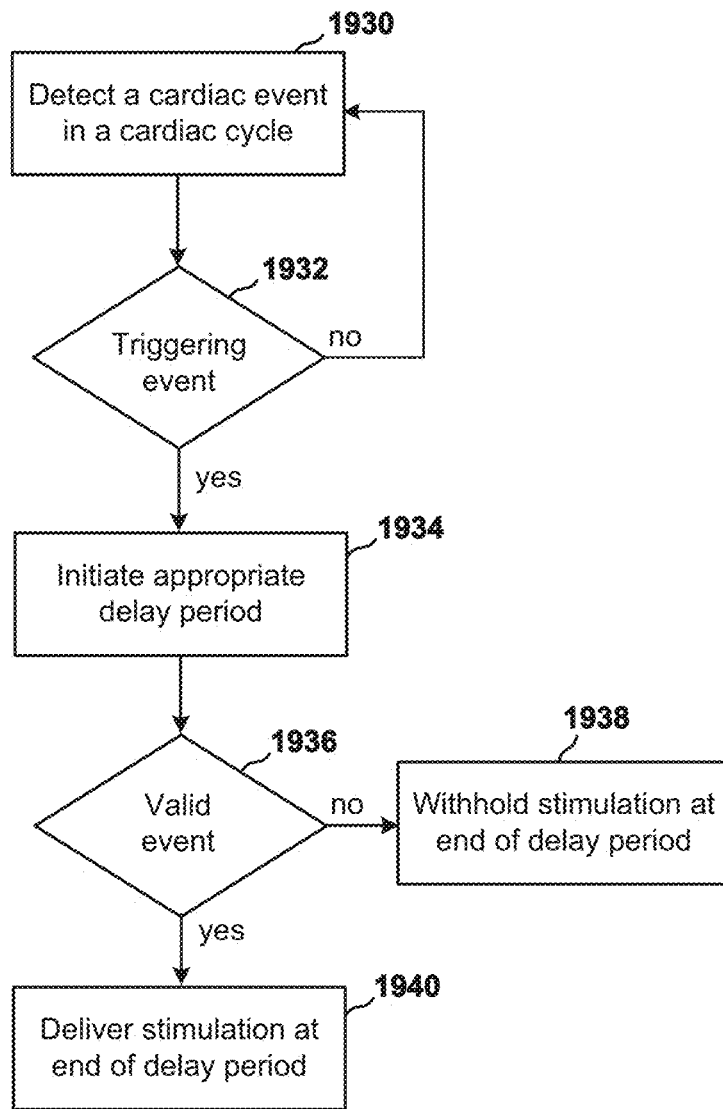 1930
Detect a cardiac event
in a cardiac cycle
1932
Triggering
event
no
yes
1934
Initiate appropriate
delay period
1936
Valid
event
no
1938
Withhold stimulation at
end of delay period
yes
1940
Deliver stimulation at
end of delay period